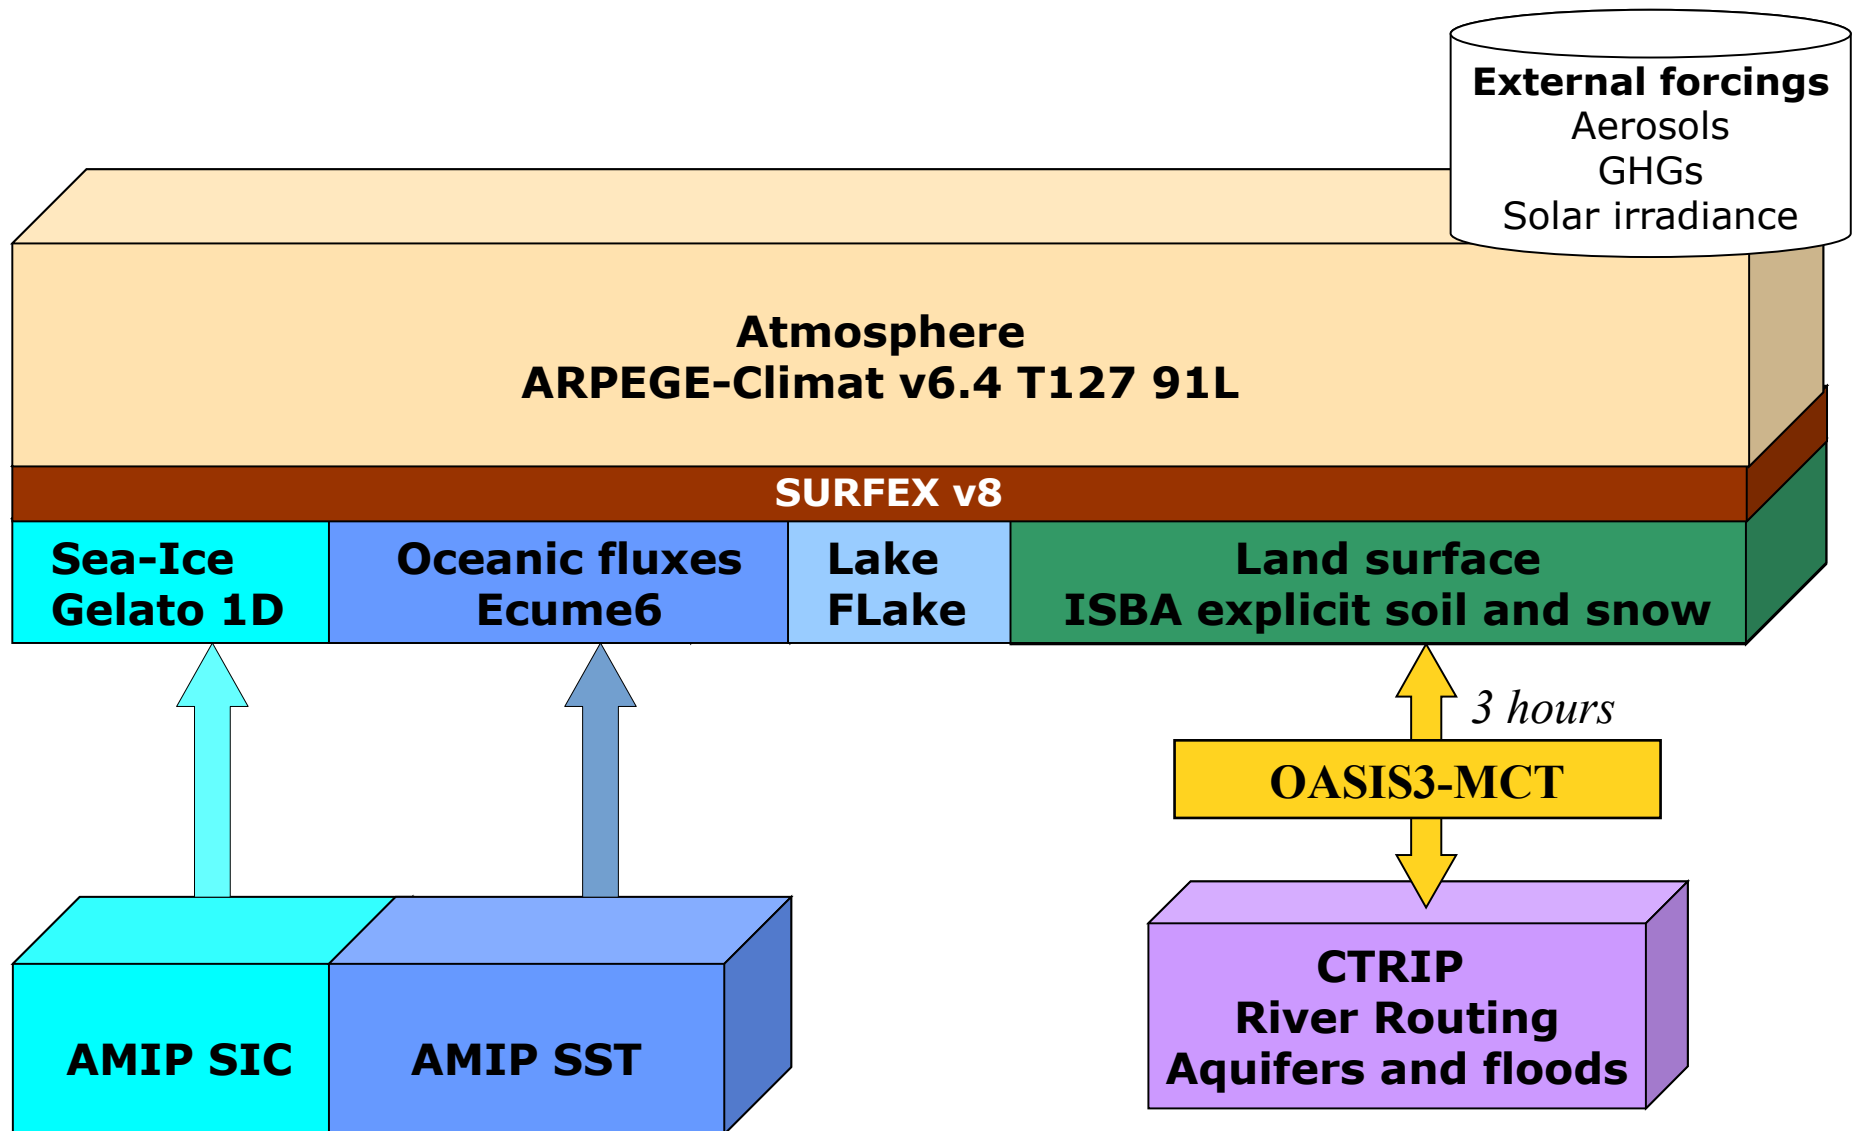 External forcings
Aerosols
GHGs
Solar irradiance
Atmosphere
ARPEGE-Climat v6.4 T127 91L
SURFEX v8
Sea-Ice
Gelato 1D
Oceanic fluxes
Ecume6
Lake
FLake
Land surface
ISBA explicit soil and snow
3 hours
OASIS3-MCT
AMIP SIC
AMIP SST
CTRIP
River Routing
Aquifers and floods